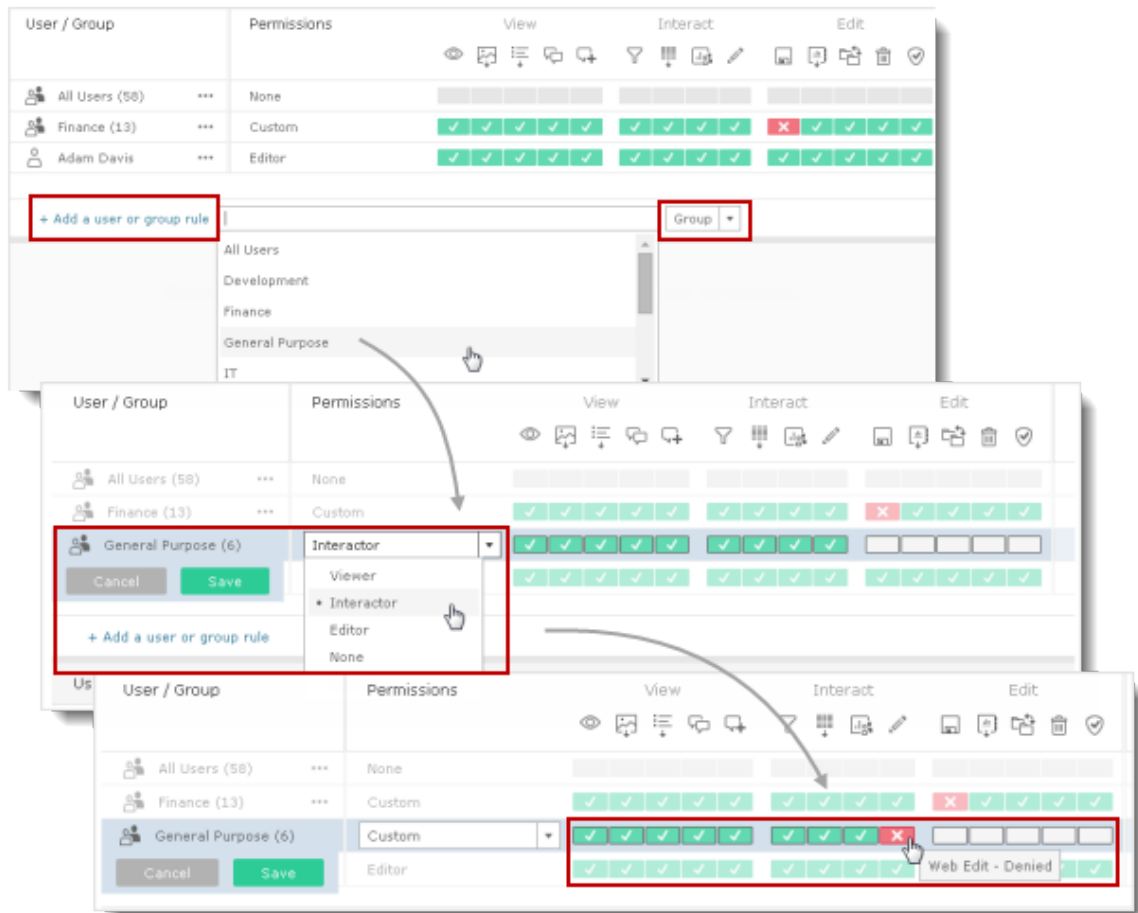 User / Group Permissions View Interact Edit
All Users (58) ••• None
Finance (13) ••• Custom
Adam Davis ••• Editor
+ Add a user or group rule Group
All Users
Development
Finance
General Purpose
IT
User / Group Permissions View Interact Edit
All Users (58) ••• None
Finance (13) ••• Custom
General Purpose (6) Interactor
Cancel Save
Viewer
• Interactor
Editor
None
+ Add a user or group rule
Us
User / Group Permissions View Interact Edit
All Users (58) ••• None
Finance (13) ••• Custom
General Purpose (6) Custom
Cancel Save Editor
Web Edit - Denied